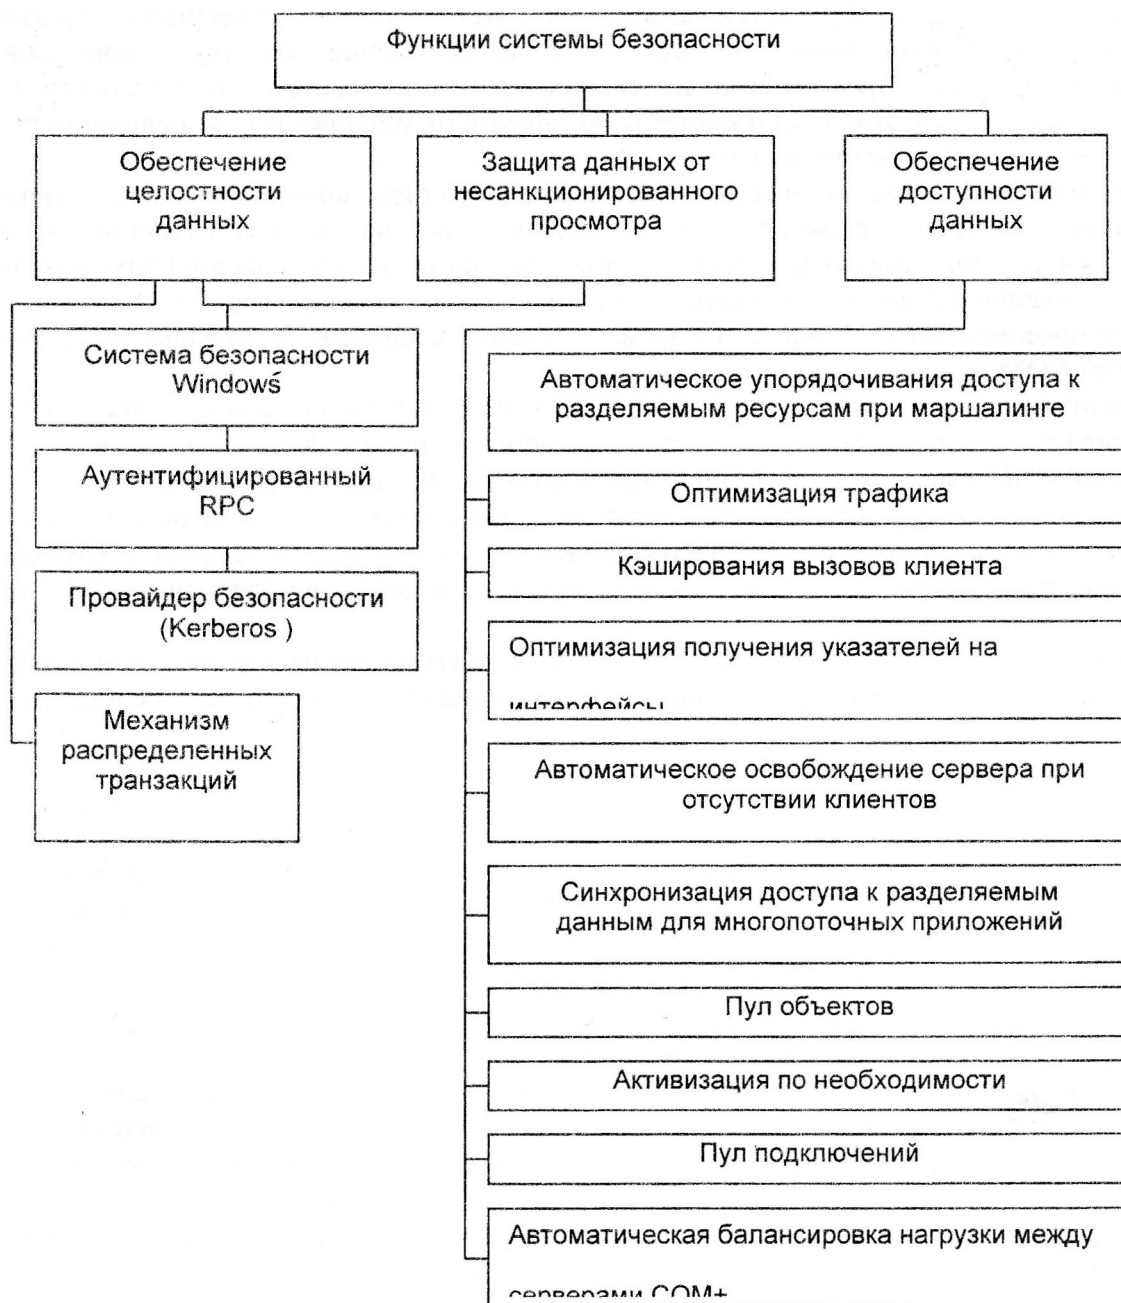 Функции системы безопасности
Обеспечение
целостности
данных
Защита данных от
несанкционированного
просмотра
Обеспечение
доступности
данных
Система безопасности
Windows
Аутентифицированный
RPC
Провайдер безопасности
(Kerberos )
Механизм
распределенных
транзакций
Автоматическое упорядочивания доступа к
разделяемым ресурсам при маршалинге
Оптимизация трафика
Кэширования вызовов клиента
Оптимизация получения указателей на
интерфейсы
Автоматическое освобождение сервера при
отсутствии клиентов
Синхронизация доступа к разделяемым
данным для многопоточных приложений
Пул объектов
Активизация по необходимости
Пул подключений
Автоматическая балансировка нагрузки между
серверами COM+